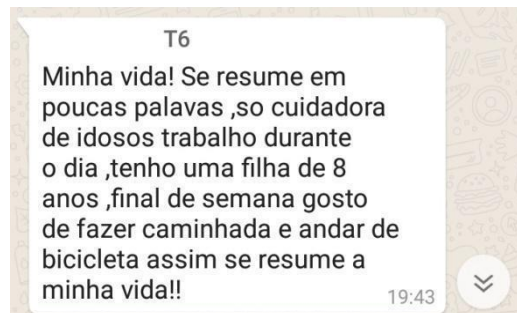 T6
Minha vida! Se resume em
poucas palavas ,so cuidadora
de idosos trabalho durante
o dia ,tenho uma filha de 8
anos ,final de semana gosto
de fazer caminhada e andar de
bicicleta assim se resume a
minha vida!!
19:43